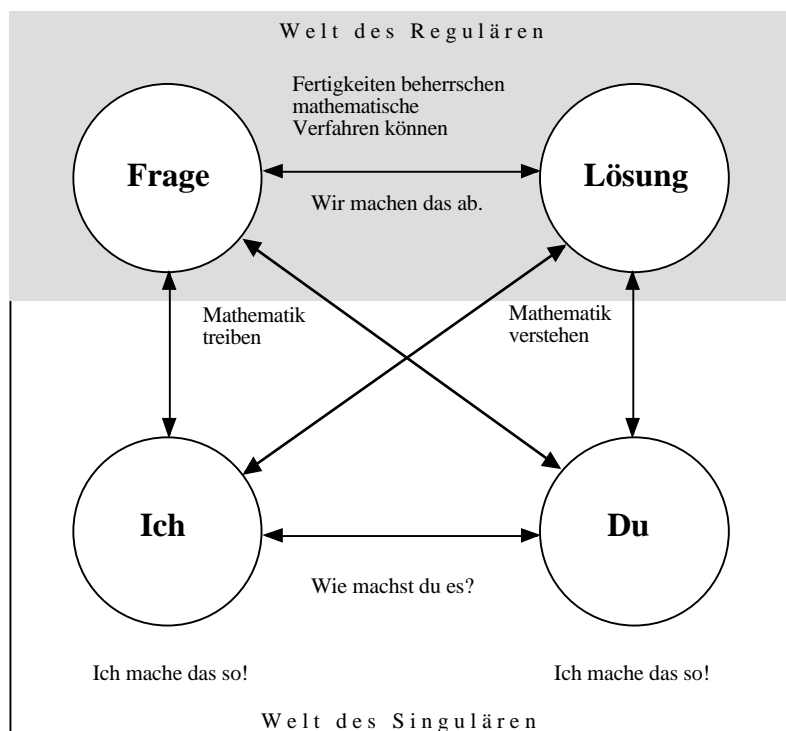 Welt des Regulären
Fertigkeiten beherrschen
mathematische
Verfahren können
Frage
Lösung
Wir machen das ab.
Mathematik
treiben
Mathematik
verstehen
Ich
Du
Wie machst du es?
Ich mache das so!
Ich mache das so!
Welt des Singulären